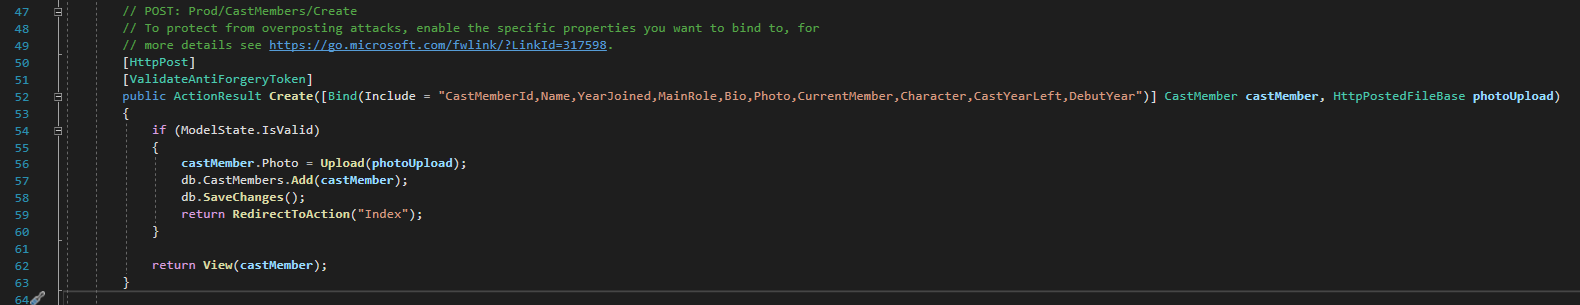 47 // POST: Prod/CastMembers/Create
48 // To protect from overposting attacks, enable the specific properties you want to bind to, for
49 // more details see https://go.microsoft.com/fwlink/?LinkId=317598.
50 [HttpPost]
51 [ValidateAntiForgeryToken]
52 public ActionResult Create([Bind(Include = "CastMemberId,Name,YearJoined,MainRole,Bio,Photo,CurrentMember,Character,CastYearLeft,DebutYear")] CastMember castMember, HttpPostedFileBase photoUpload)
53 {
54 if (ModelState.IsValid)
55 {
56 castMember.Photo = Upload(photoUpload);
57 db.CastMembers.Add(castMember);
58 db.SaveChanges();
59 return RedirectToAction("Index");
60 }
61
62 return View(castMember);
63 }
64